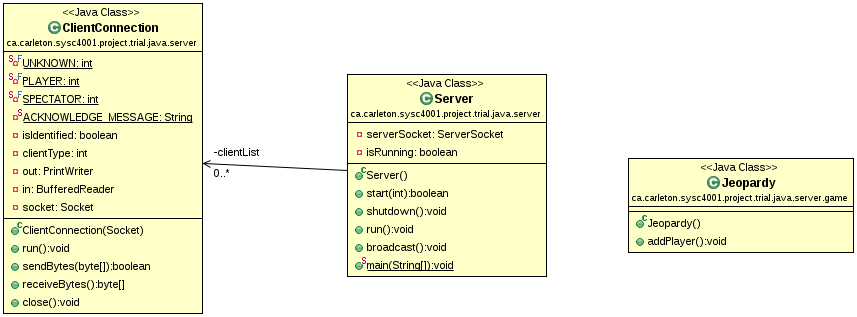 <<Java Class>>
ClientConnection
ca.carleton.sysc4001.project.trial.java.server
UNKNOWN: int
PLAYER: int
SPECTATOR: int
ACKNOWLEDGE_MESSAGE: String
isIdentified: boolean
clientType: int
out: PrintWriter
in: BufferedReader
socket: Socket
ClientConnection(Socket)
run():void
sendBytes(byte[]):boolean
receiveBytes():byte[]
close():void
-clientList
0..*
<<Java Class>>
Server
ca.carleton.sysc4001.project.trial.java.server
serverSocket: ServerSocket
isRunning: boolean
Server()
start(int):boolean
shutdown():void
run():void
broadcast():void
main(String[]):void
<<Java Class>>
Jeopardy
ca.carleton.sysc4001.project.trial.java.server.game
Jeopardy()
addPlayer():void